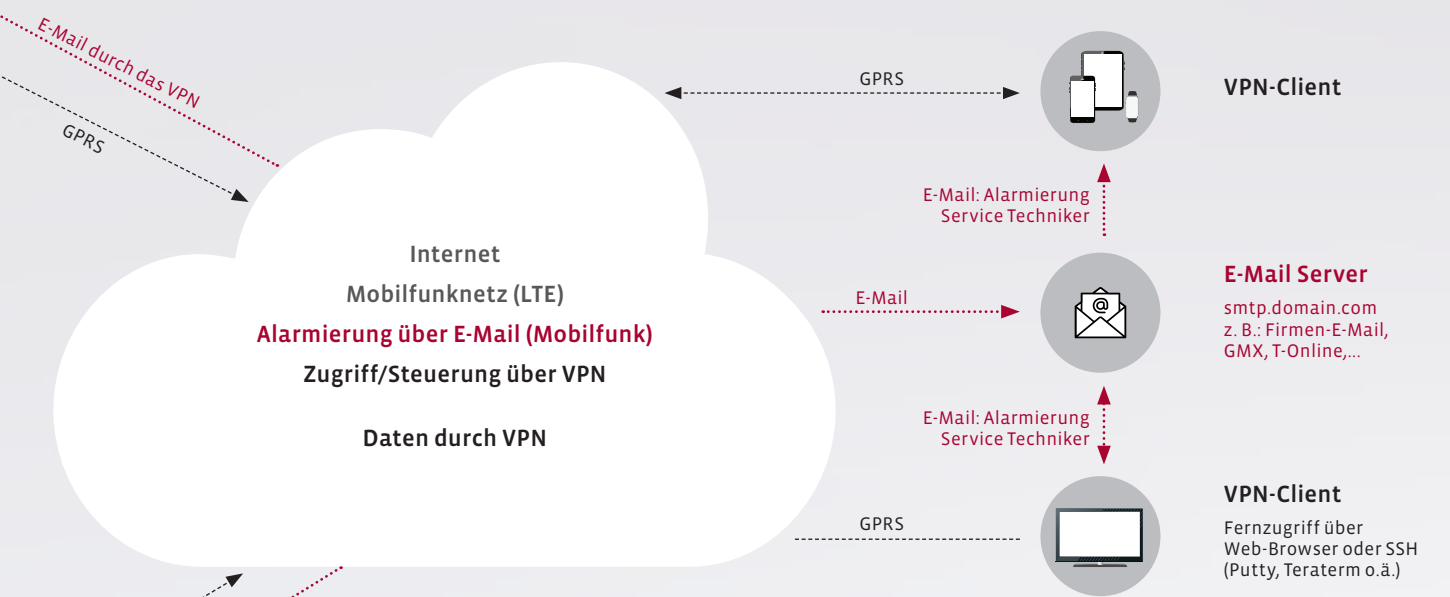 E-Mail durch das VPN
GPRS
Internet
Mobilfunknetz (LTE)
Alarmierung über E-Mail (Mobilfunk)
Zugriff/Steuerung über VPN
Daten durch VPN
GPRS
VPN-Client
E-Mail: Alarmierung
Service Techniker
E-Mail
@
E-Mail Server
smtp.domain.com
z. B.: Firmen-E-Mail,
GMX, T-Online,...
E-Mail: Alarmierung
Service Techniker
GPRS
VPN-Client
Fernzugriff über
Web-Browser oder SSH
(Putty, Teraterm o.ä.)